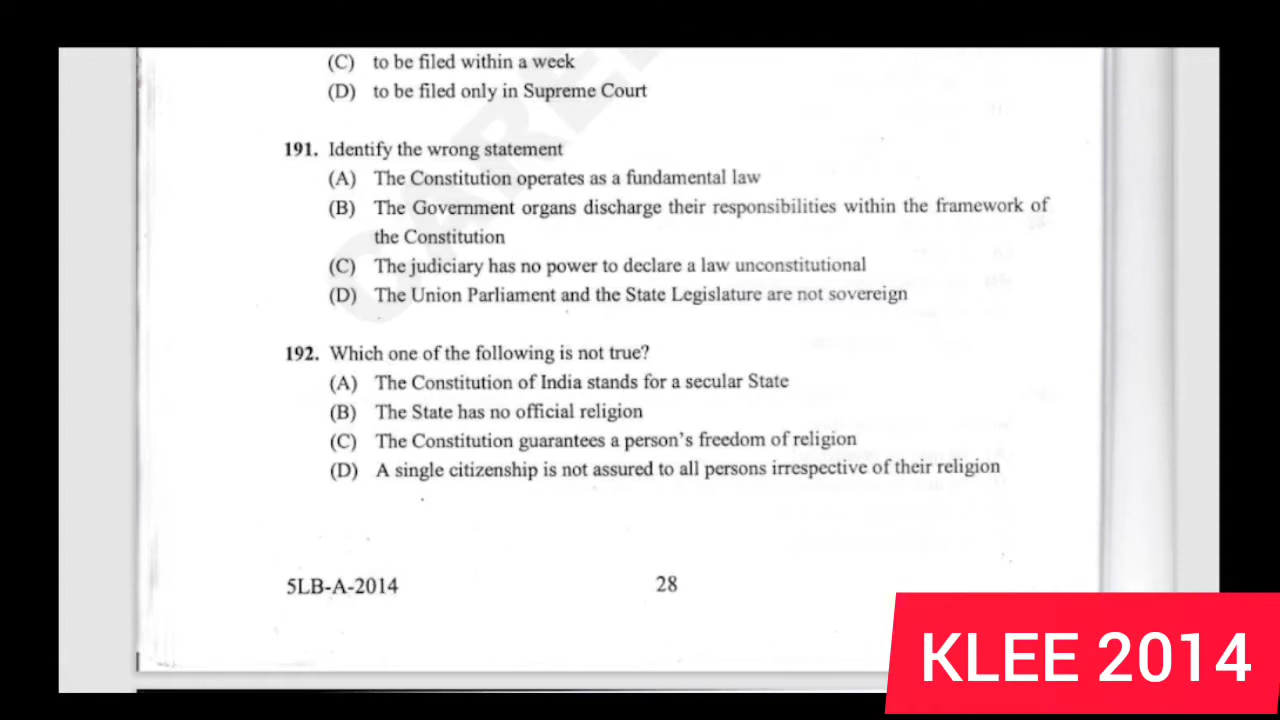 (C) to be filed within a week
(D) to be filed only in Supreme Court
191. Identify the wrong statement
(A) The Constitution operates as a fundamental law
(B) The Government organs discharge their responsibilities within the framework of
the Constitution
(C) The judiciary has no power to declare a law unconstitutional
(D) The Union Parliament and the State Legislature are not sovereign
192. Which one of the following is not true?
(A) The Constitution of India stands for a secular State
(B) The State has no official religion
(C) The Constitution guarantees a person's freedom of religion
(D) A single citizenship is not assured to all persons irrespective of their religion
5LB-A-2014
28
KLEE 2014